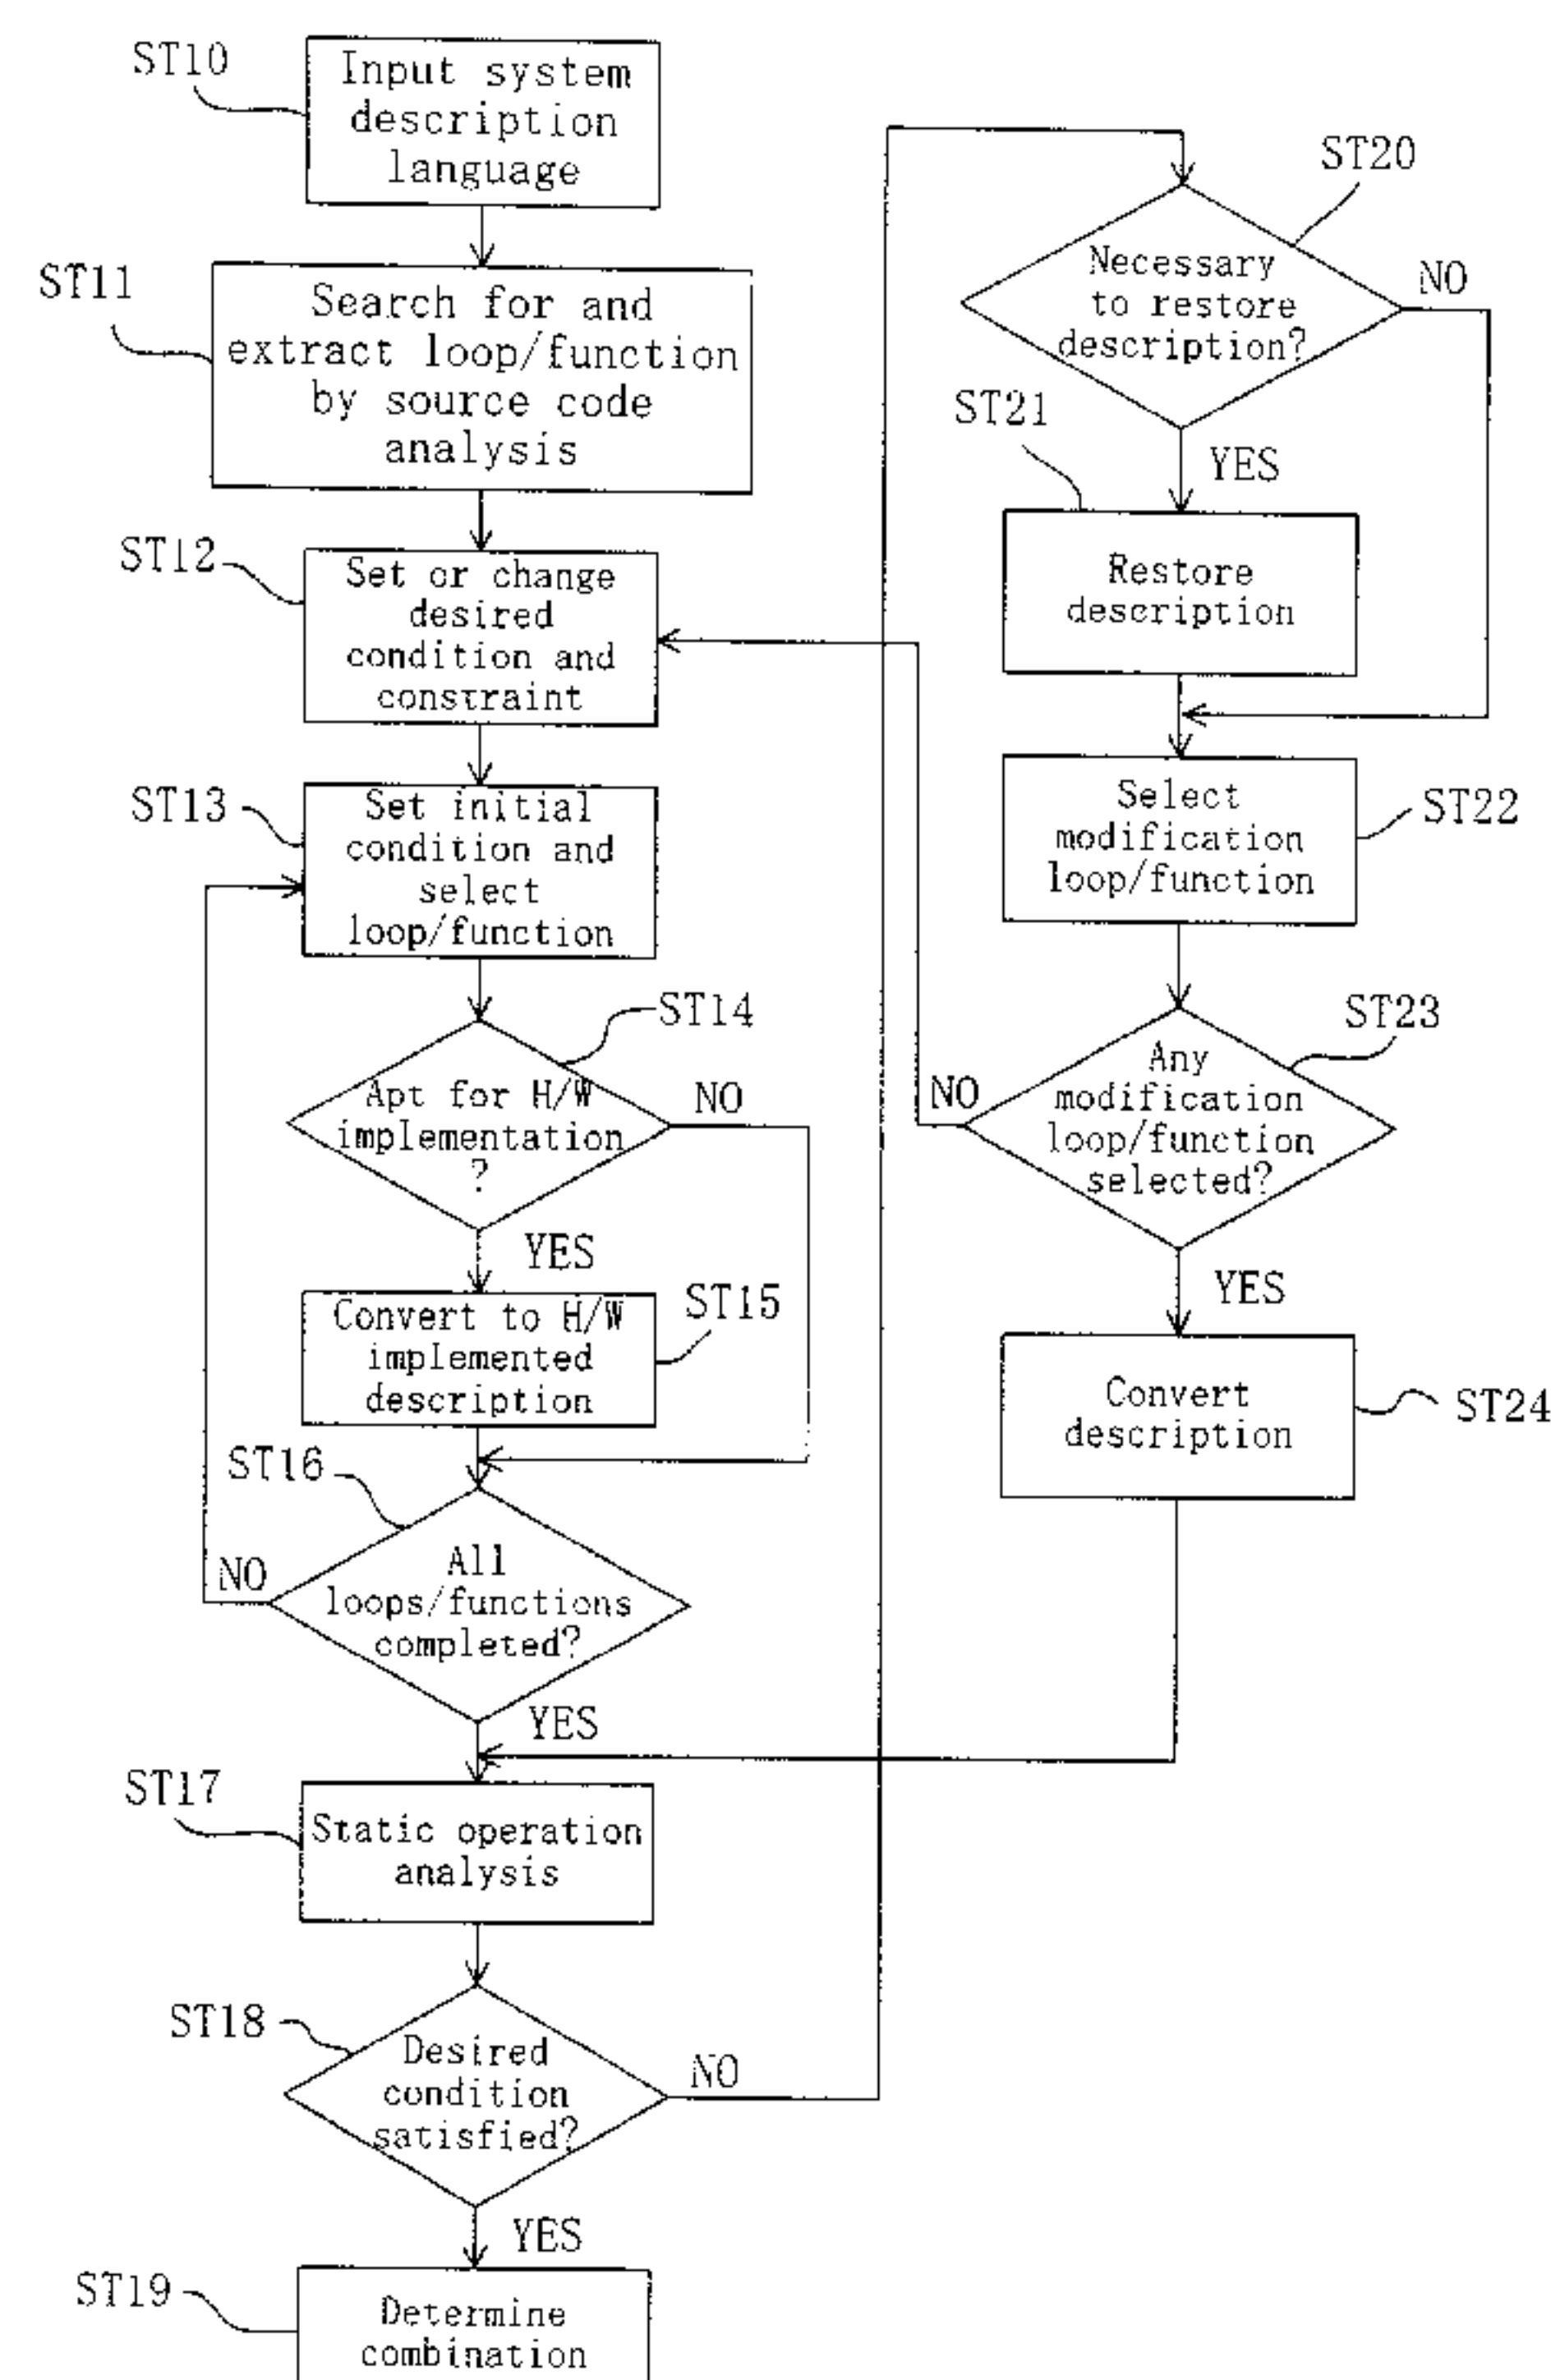 ST10
Input system
description
language
ST11
Search for and
extract loop/function
by source code
analysis
ST12
Set or change
desired
condition and
constraint
ST13
Set initial
condition and
select
loop/function
ST14
Apt for H/W
implementation
?
NO
YES
ST15
Convert to H/W
implemented
description
ST16
All
loops/functions
completed?
NO
YES
ST17
Static operation
analysis
ST18
Desired
condition
satisfied?
NO
YES
ST19
Determine
combination
ST20
Necessary
to restore
description?
NO
YES
ST21
Restore
description
ST22
Select
modification
loop/function
ST23
Any
modification
loop/function
selected?
NO
YES
ST24
Convert
description